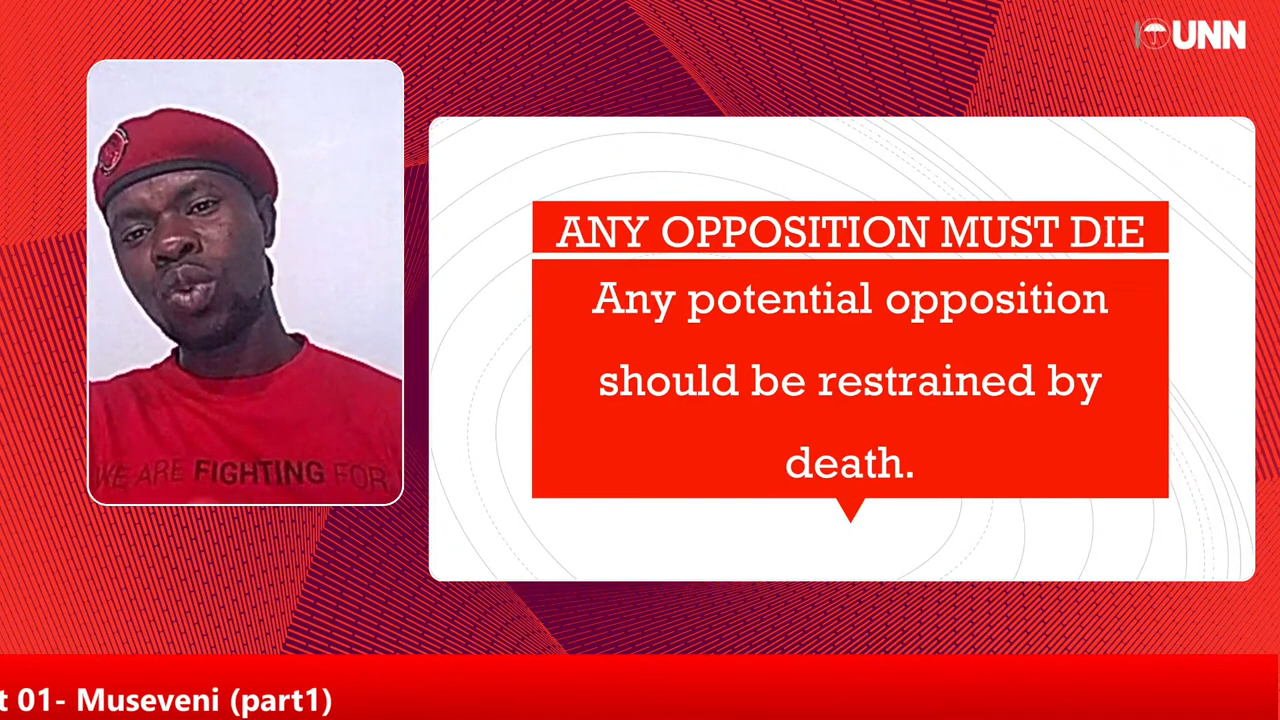 UNN
ANY OPPOSITION MUST DIE
Any potential opposition
should be restrained by
death.
WE ARE FIGHTING FOR
t 01- Museveni (part1)